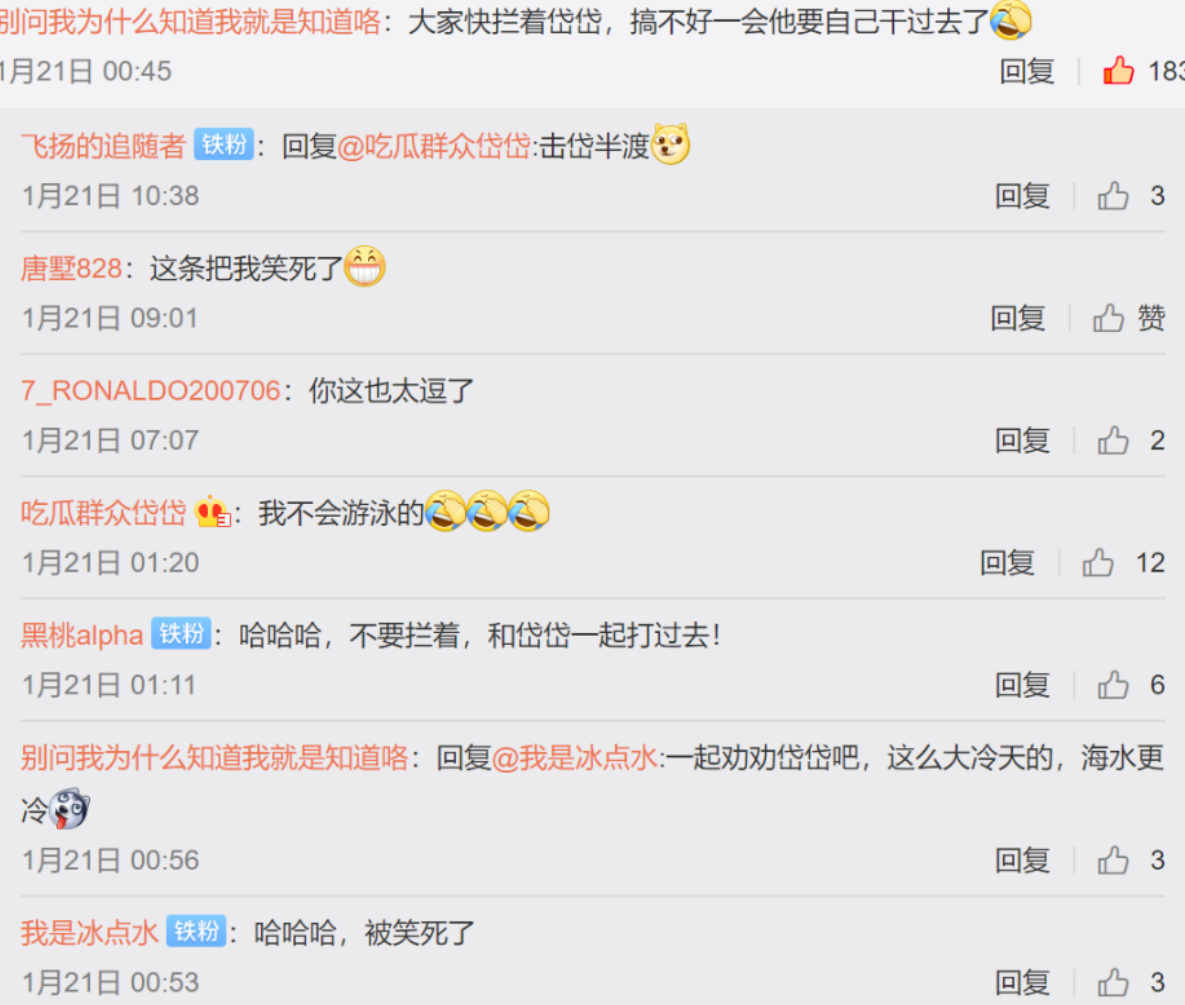 别问我为什么知道我就是知道咯：大家快拦着岱岱，搞不好一会他要自己干过去了
1月21日 00:45 回复 183
飞扬的追随者 铁粉：回复@吃瓜群众岱岱:击岱半渡
1月21日 10:38 回复 3
唐墅828：这条把我笑死了
1月21日 09:01 回复 赞
7_RONALDO200706：你这也太逗了
1月21日 07:07 回复 2
吃瓜群众岱岱：我不会游泳的
1月21日 01:20 回复 12
黑桃alpha 铁粉：哈哈哈，不要拦着，和岱岱一起打过去！
1月21日 01:11 回复 6
别问我为什么知道我就是知道咯：回复@我是冰点水:一起劝劝岱岱吧，这么大冷天的，海水更
冷
1月21日 00:56 回复 3
我是冰点水 铁粉：哈哈哈，被笑死了
1月21日 00:53 回复 3